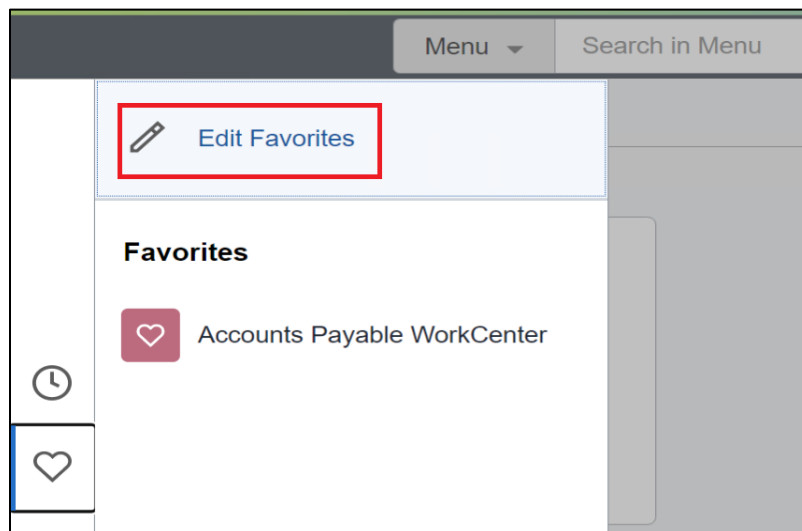 Menu
Search in Menu
Edit Favorites
Favorites
Accounts Payable WorkCenter